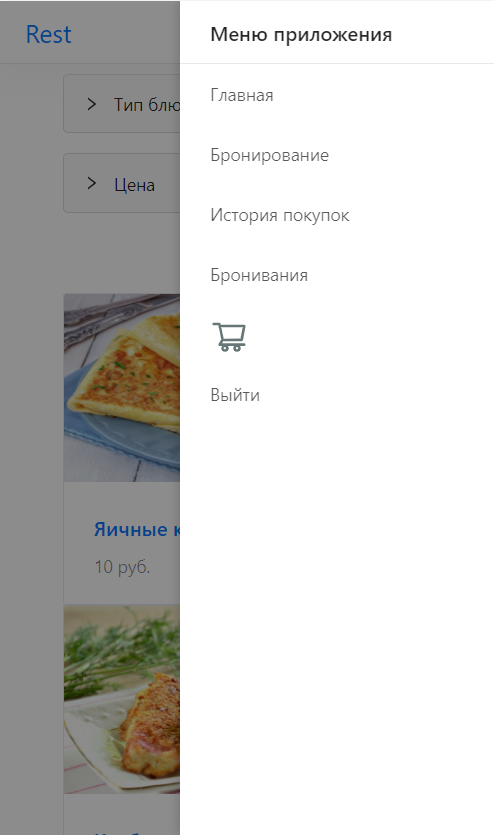 Rest
Меню приложения
Тип блю
Цена
Главная
Бронирование
История покупок
Бронивания
Выйти
Яичные к
10 руб.